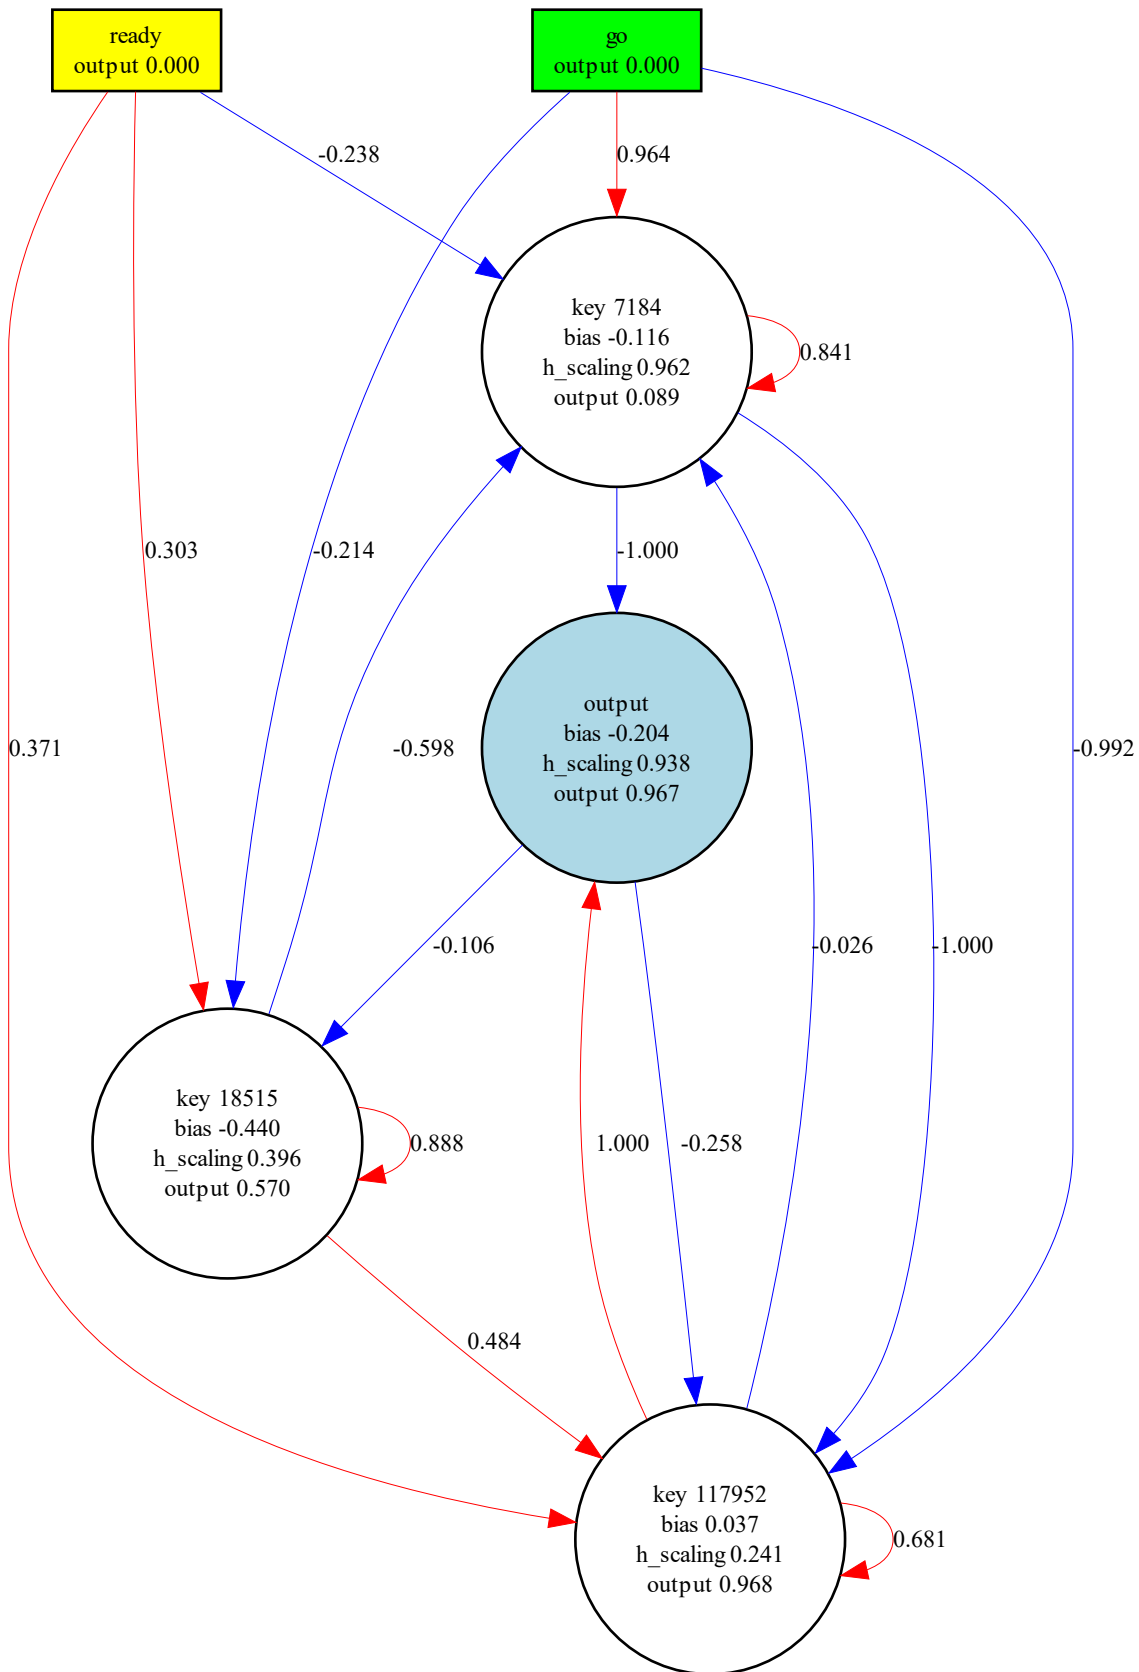 ready
output 0.000
go
output 0.000
-0.238
0.964
key 7184
bias -0.116
h_scaling 0.962
output 0.089
0.841
0.303
-0.214
-1.000
output
bias -0.204
h_scaling 0.938
output 0.967
0.371
-0.598
-0.992
-0.106
-0.026
-1.000
key 18515
bias -0.440
h_scaling 0.396
output 0.570
0.888
1.000
-0.258
0.484
key 117952
bias 0.037
h_scaling 0.241
output 0.968
0.681